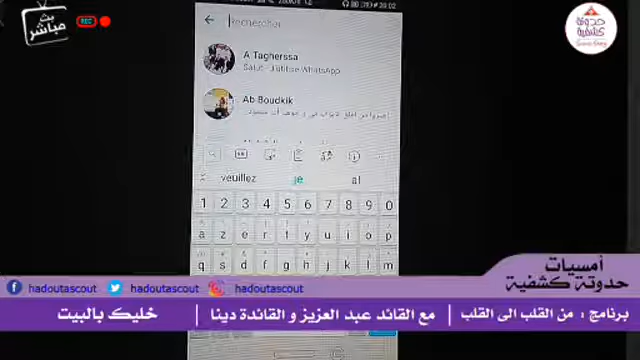 بث مباشر
REC
20:02
حدوتة كشفية
Rechercher
A Tagherssa
Salut - J'utilise WhatsApp
Ab Boudkik
veuillez je al
1 2 3 4 5 6 7 8 9 0
a z e r t y u i o p
q s d f g h j k l m
أمسيات
حدوتة كشفية
hadoutascout hadoutascout hadoutascout
برنامج : من القلب الى القلب | مع القائد عبد العزيز و القائدة دينا | خليك بالبيت